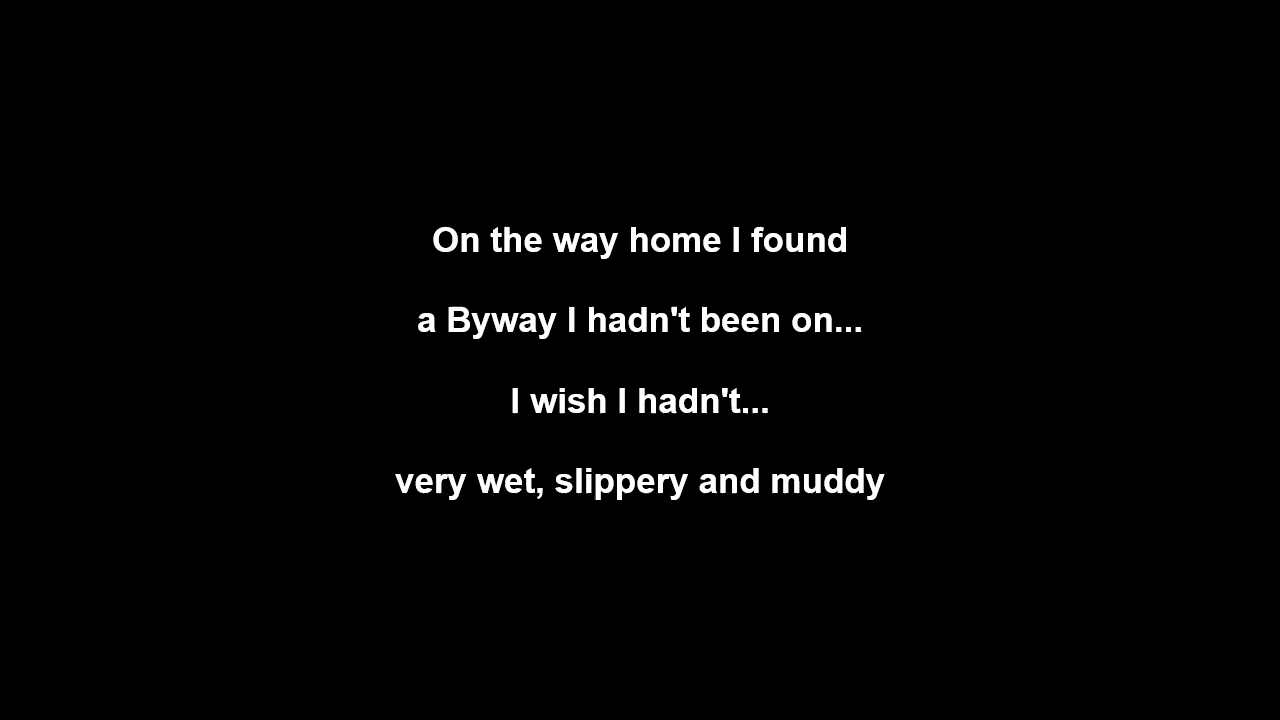 On the way home I found
a Byway I hadn't been on...
I wish I hadn't...
very wet, slippery and muddy